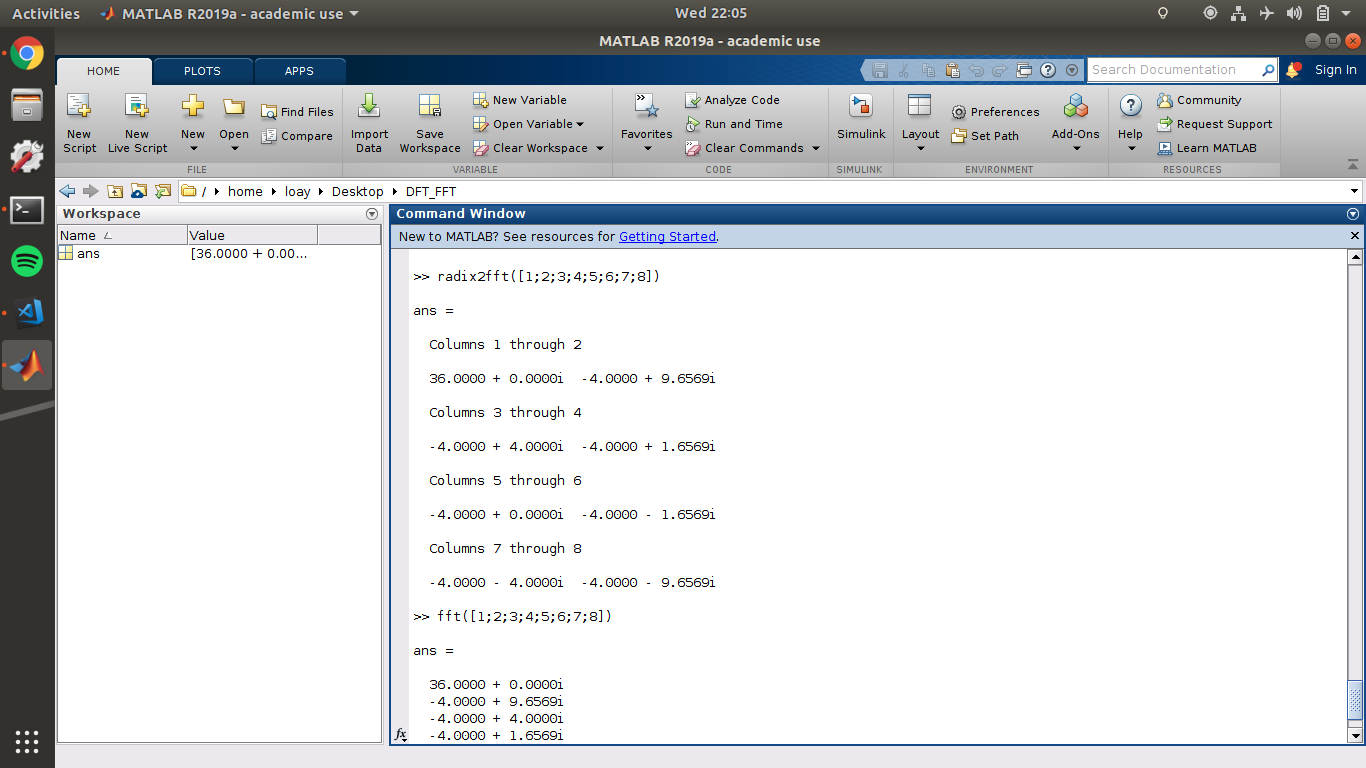 Activities MATLAB R2019a - academic use Wed 22:05
MATLAB R2019a - academic use
HOME PLOTS APPS Search Documentation Sign In
New Script
New Live Script
New
Open
Find Files
Compare
FILE
Import Data
Save Workspace
New Variable
Open Variable
Clear Workspace
VARIABLE
Favorites
Analyze Code
Run and Time
Clear Commands
CODE
Simulink
SIMULINK
Layout
Preferences
Set Path
Add-Ons
ENVIRONMENT
Help
Community
Request Support
Learn MATLAB
RESOURCES
/ home loay Desktop DFT_FFT
Workspace
Name Value
ans [36.0000 + 0.00...
Command Window
New to MATLAB? See resources for Getting Started.
>> radix2fft([1;2;3;4;5;6;7;8])
ans =
Columns 1 through 2
36.0000 + 0.0000i -4.0000 + 9.6569i
Columns 3 through 4
-4.0000 + 4.0000i -4.0000 + 1.6569i
Columns 5 through 6
-4.0000 + 0.0000i -4.0000 - 1.6569i
Columns 7 through 8
-4.0000 - 4.0000i -4.0000 - 9.6569i
>> fft([1;2;3;4;5;6;7;8])
ans =
36.0000 + 0.0000i
-4.0000 + 9.6569i
-4.0000 + 4.0000i
fx -4.0000 + 1.6569i